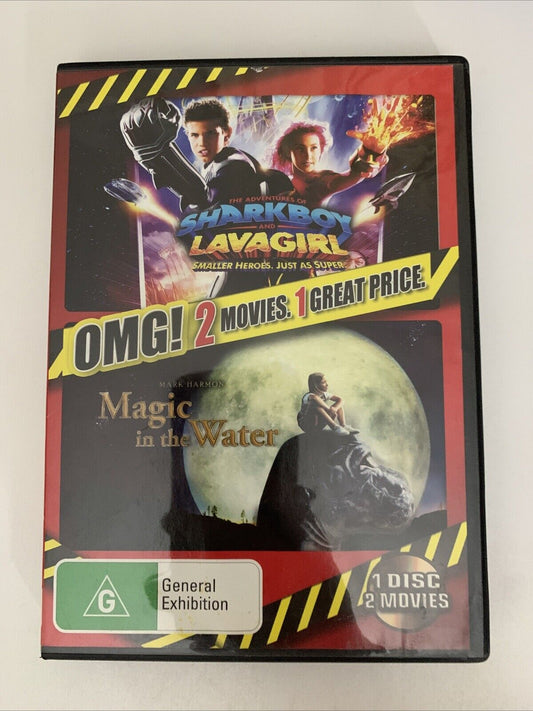 THE ADVENTURES OF
SHARKBOY
AND
LAVAGIRL
SMALLER HEROES. JUST AS SUPER.
OMG! 2 MOVIES. 1 GREAT PRICE.
MARK HARMON
Magic
in the Water
G
General
Exhibition
1 DISC
2 MOVIES